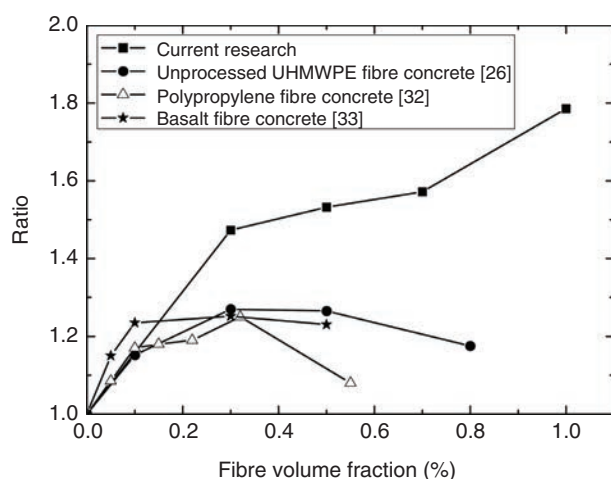 2.0
1.8
1.6
1.4
1.2
1.0
Ratio
Current research
Unprocessed UHMWPE fibre concrete [26]
Polypropylene fibre concrete [32]
Basalt fibre concrete [33]
0.0 0.2 0.4 0.6 0.8 1.0
Fibre volume fraction (%)